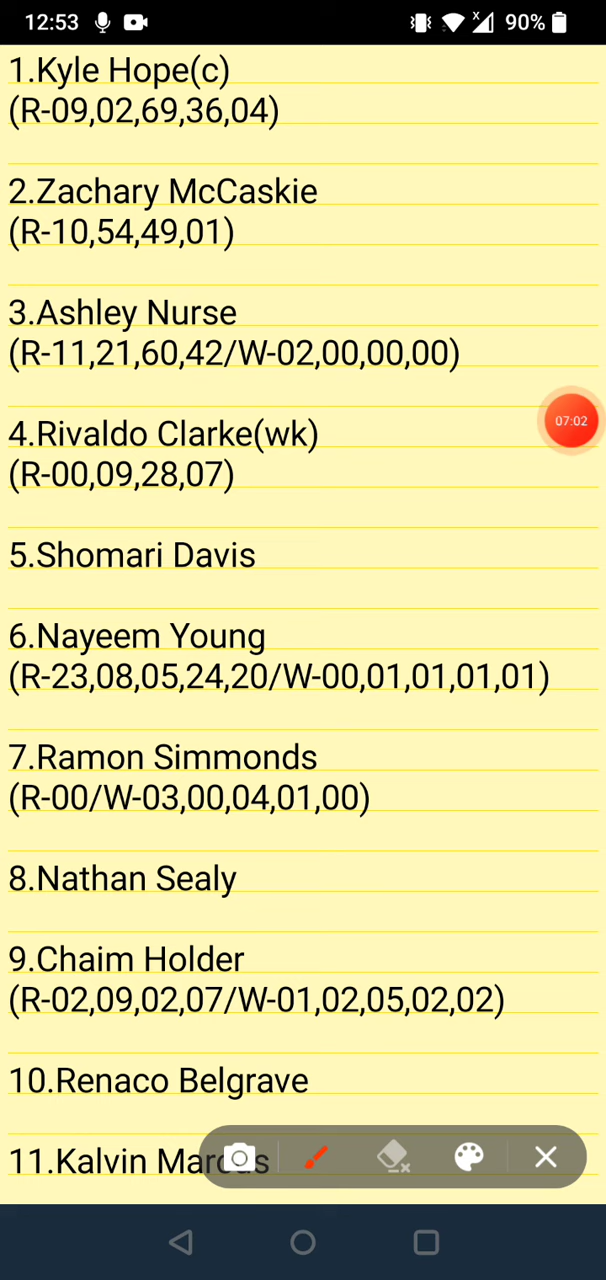 12:53 x 90%
1.Kyle Hope(c)
(R-09,02,69,36,04)
2.Zachary McCaskie
(R-10,54,49,01)
3.Ashley Nurse
(R-11,21,60,42/W-02,00,00,00)
07:02
4.Rivaldo Clarke(wk)
(R-00,09,28,07)
5.Shomari Davis
6.Nayeem Young
(R-23,08,05,24,20/W-00,01,01,01,01)
7.Ramon Simmonds
(R-00/W-03,00,04,01,00)
8.Nathan Sealy
9.Chaim Holder
(R-02,09,02,07/W-01,02,05,02,02)
10.Renaco Belgrave
11.Kalvin